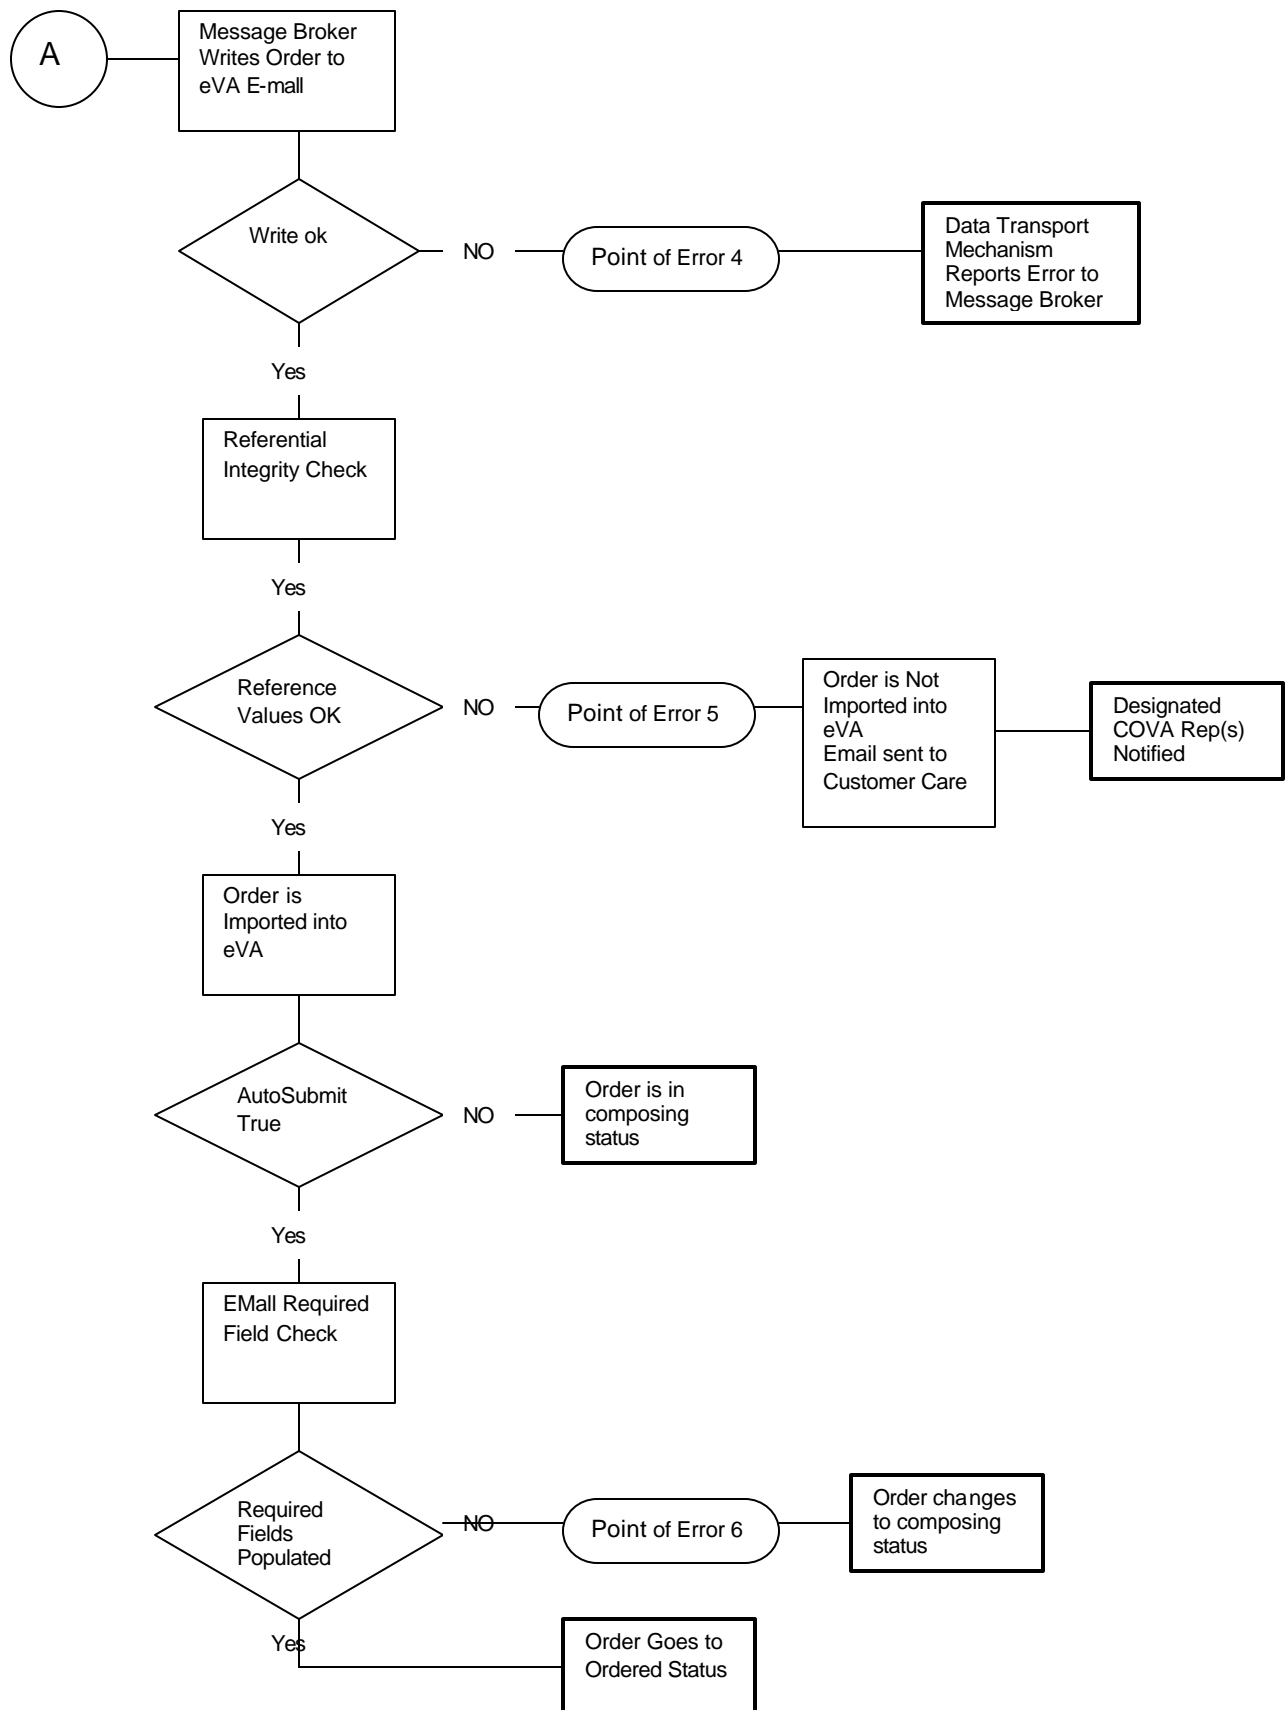 A
Message Broker
Writes Order to
eVA E-mall
Write ok
NO
Point of Error 4
Data Transport
Mechanism
Reports Error to
Message Broker
Yes
Referential
Integrity Check
Yes
Reference
Values OK
NO
Point of Error 5
Order is Not
Imported into
eVA
Email sent to
Customer Care
Designated
COVA Rep(s)
Notified
Yes
Order is
Imported into
eVA
AutoSubmit
True
NO
Order is in
composing
status
Yes
EMall Required
Field Check
Required
Fields
Populated
NO
Point of Error 6
Order changes
to composing
status
Yes
Order Goes to
Ordered Status